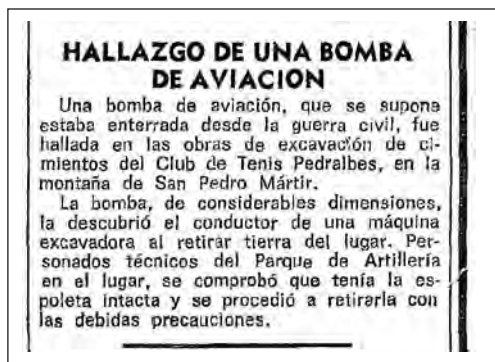 HALLAZGO DE UNA BOMBA
DE AVIACION
Una bomba de aviación, que se supone
estaba enterrada desde la guerra civil, fue
hallada en las obras de excavación de ci-
mientos del Club de Tenis Pedralbes, en la
montaña de San Pedro Mártir.
La bomba, de considerables dimensiones,
la descubrió el conductor de una máquina
excavadora al retirar tierra del lugar. Per-
sonados técnicos del Parque de Artillería
en el lugar, se comprobó que tenía la es-
poleta intacta y se procedió a retirarla con
las debidas precauciones.